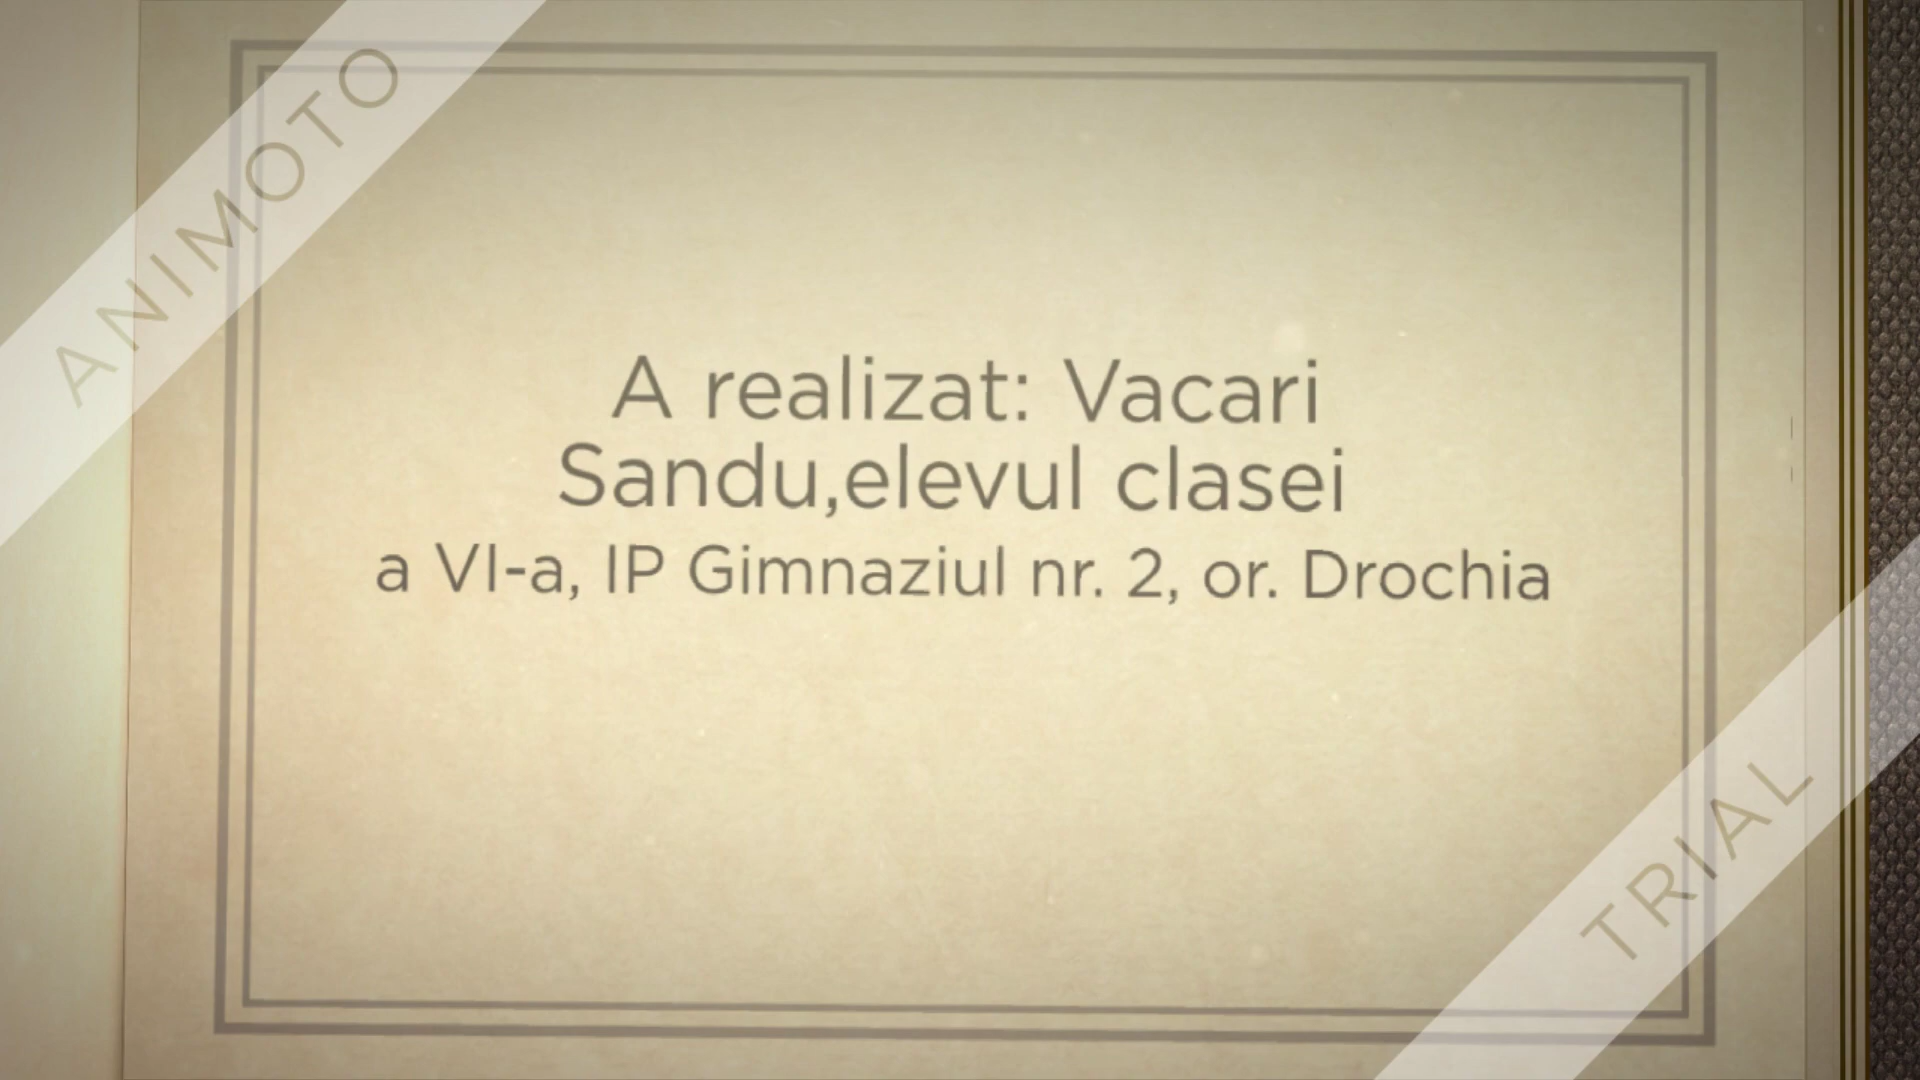 ANIMOTO
A realizat: Vacari
Sandu,elevul clasei
a VI-a, IP Gimnaziul nr. 2, or. Drochia
TRIAL